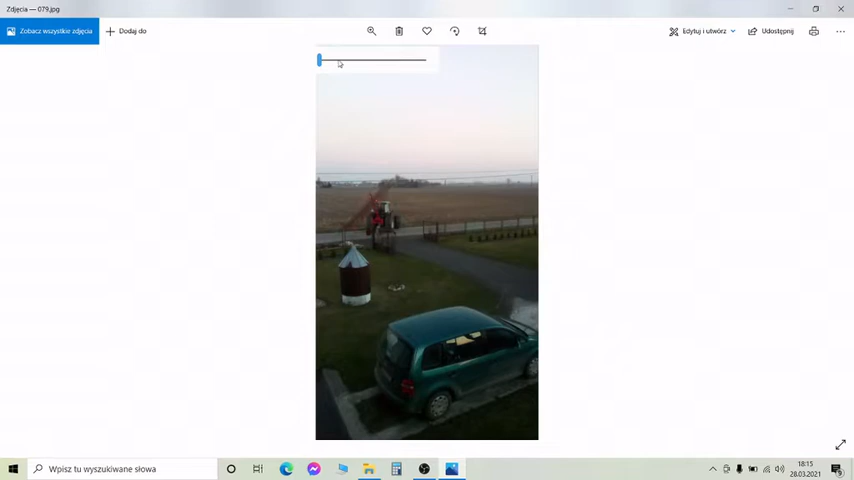 Zdjęcia — 079.jpg
Zobacz wszystkie zdjęcia
Dodaj do
Edytuj i utwórz
Udostępnij
Wpisz tu wyszukiwane słowa
18:15
28.03.2021